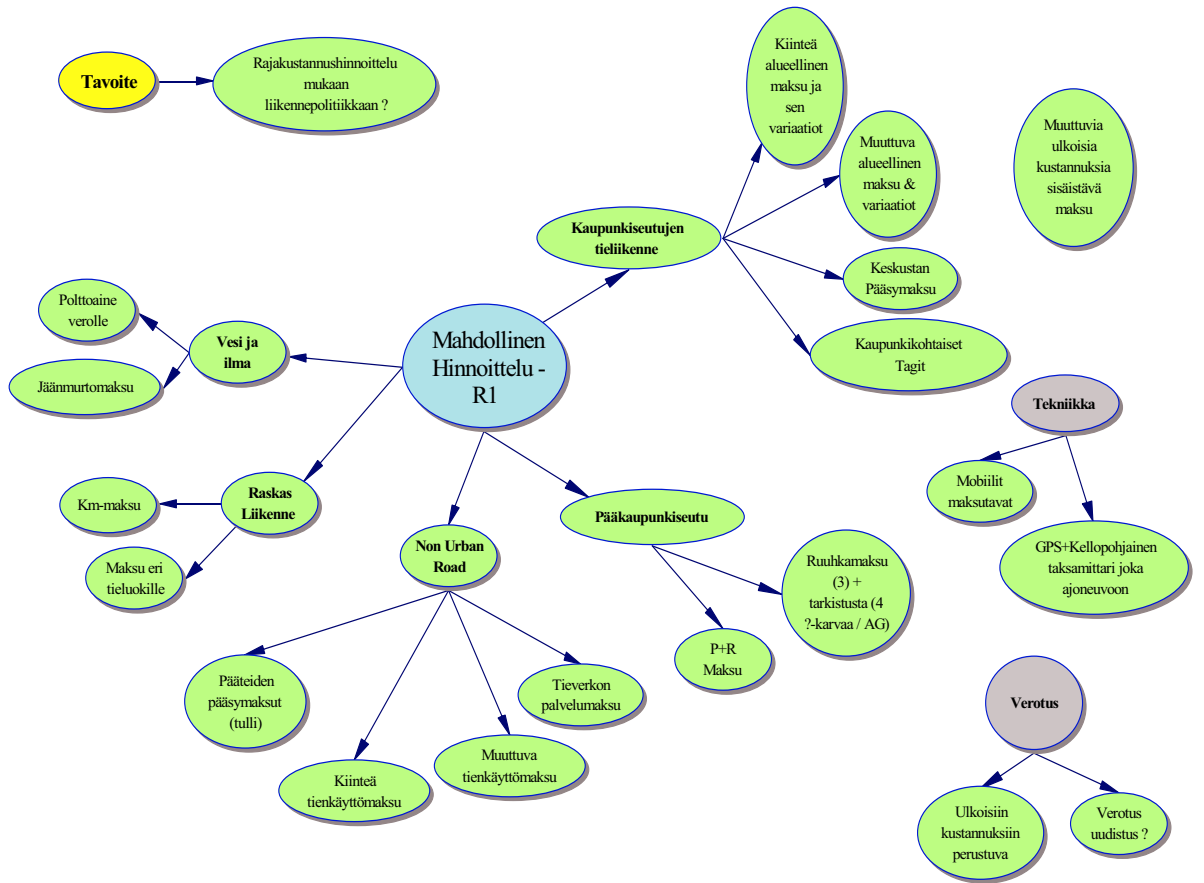 Tavoite
Rajakustannushinnoittelu
mukaan
liikennepolitiikkaan ?
Kiinteä
alueellinen
maksu ja
sen
variaatiot
Muuttuva
alueellinen
maksu &
variaatiot
Muuttuvia
ulkoisia
kustannuksia
sisäistävä
maksu
Kaupunkiseutujen
tieliikenne
Keskustan
Pääsymaksu
Kaupunkikohtaiset
Tagit
Polttoaine
verolle
Vesi ja
ilma
Jäänmurtomaksu
Mahdollinen
Hinnoittelu -
R1
Tekniikka
Mobiilit
maksutavat
GPS+Kellopohjainen
taksamittari joka
ajoneuvoon
Km-maksu
Raskas
Liikenne
Maksu eri
tieluokille
Non Urban
Road
Pääkaupunkiseutu
Ruuhkamaksu
(3) +
tarkistusta (4
?-karvaa / AG)
P+R
Maksu
Pääteiden
pääsymaksut
(tulli)
Tieverkon
palvelumaksu
Kiinteä
tienkäyttömaksu
Muuttuva
tienkäyttömaksu
Verotus
Ulkoisiin
kustannuksiin
perustuva
Verotus
uudistus ?